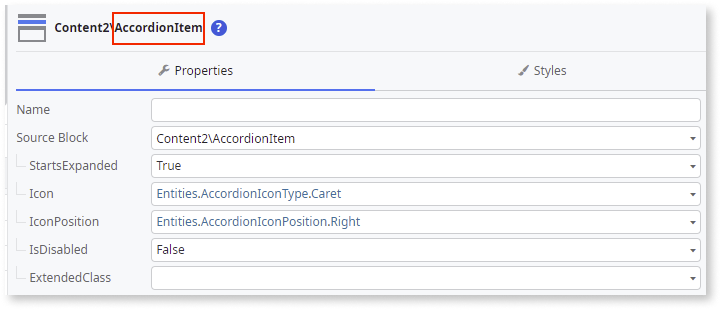 Content2\AccordionItem ?
Properties
Styles
Name
Source Block Content2\AccordionItem
StartsExpanded True
Icon Entities.AccordionIconType.Caret
IconPosition Entities.AccordionIconPosition.Right
IsDisabled False
ExtendedClass